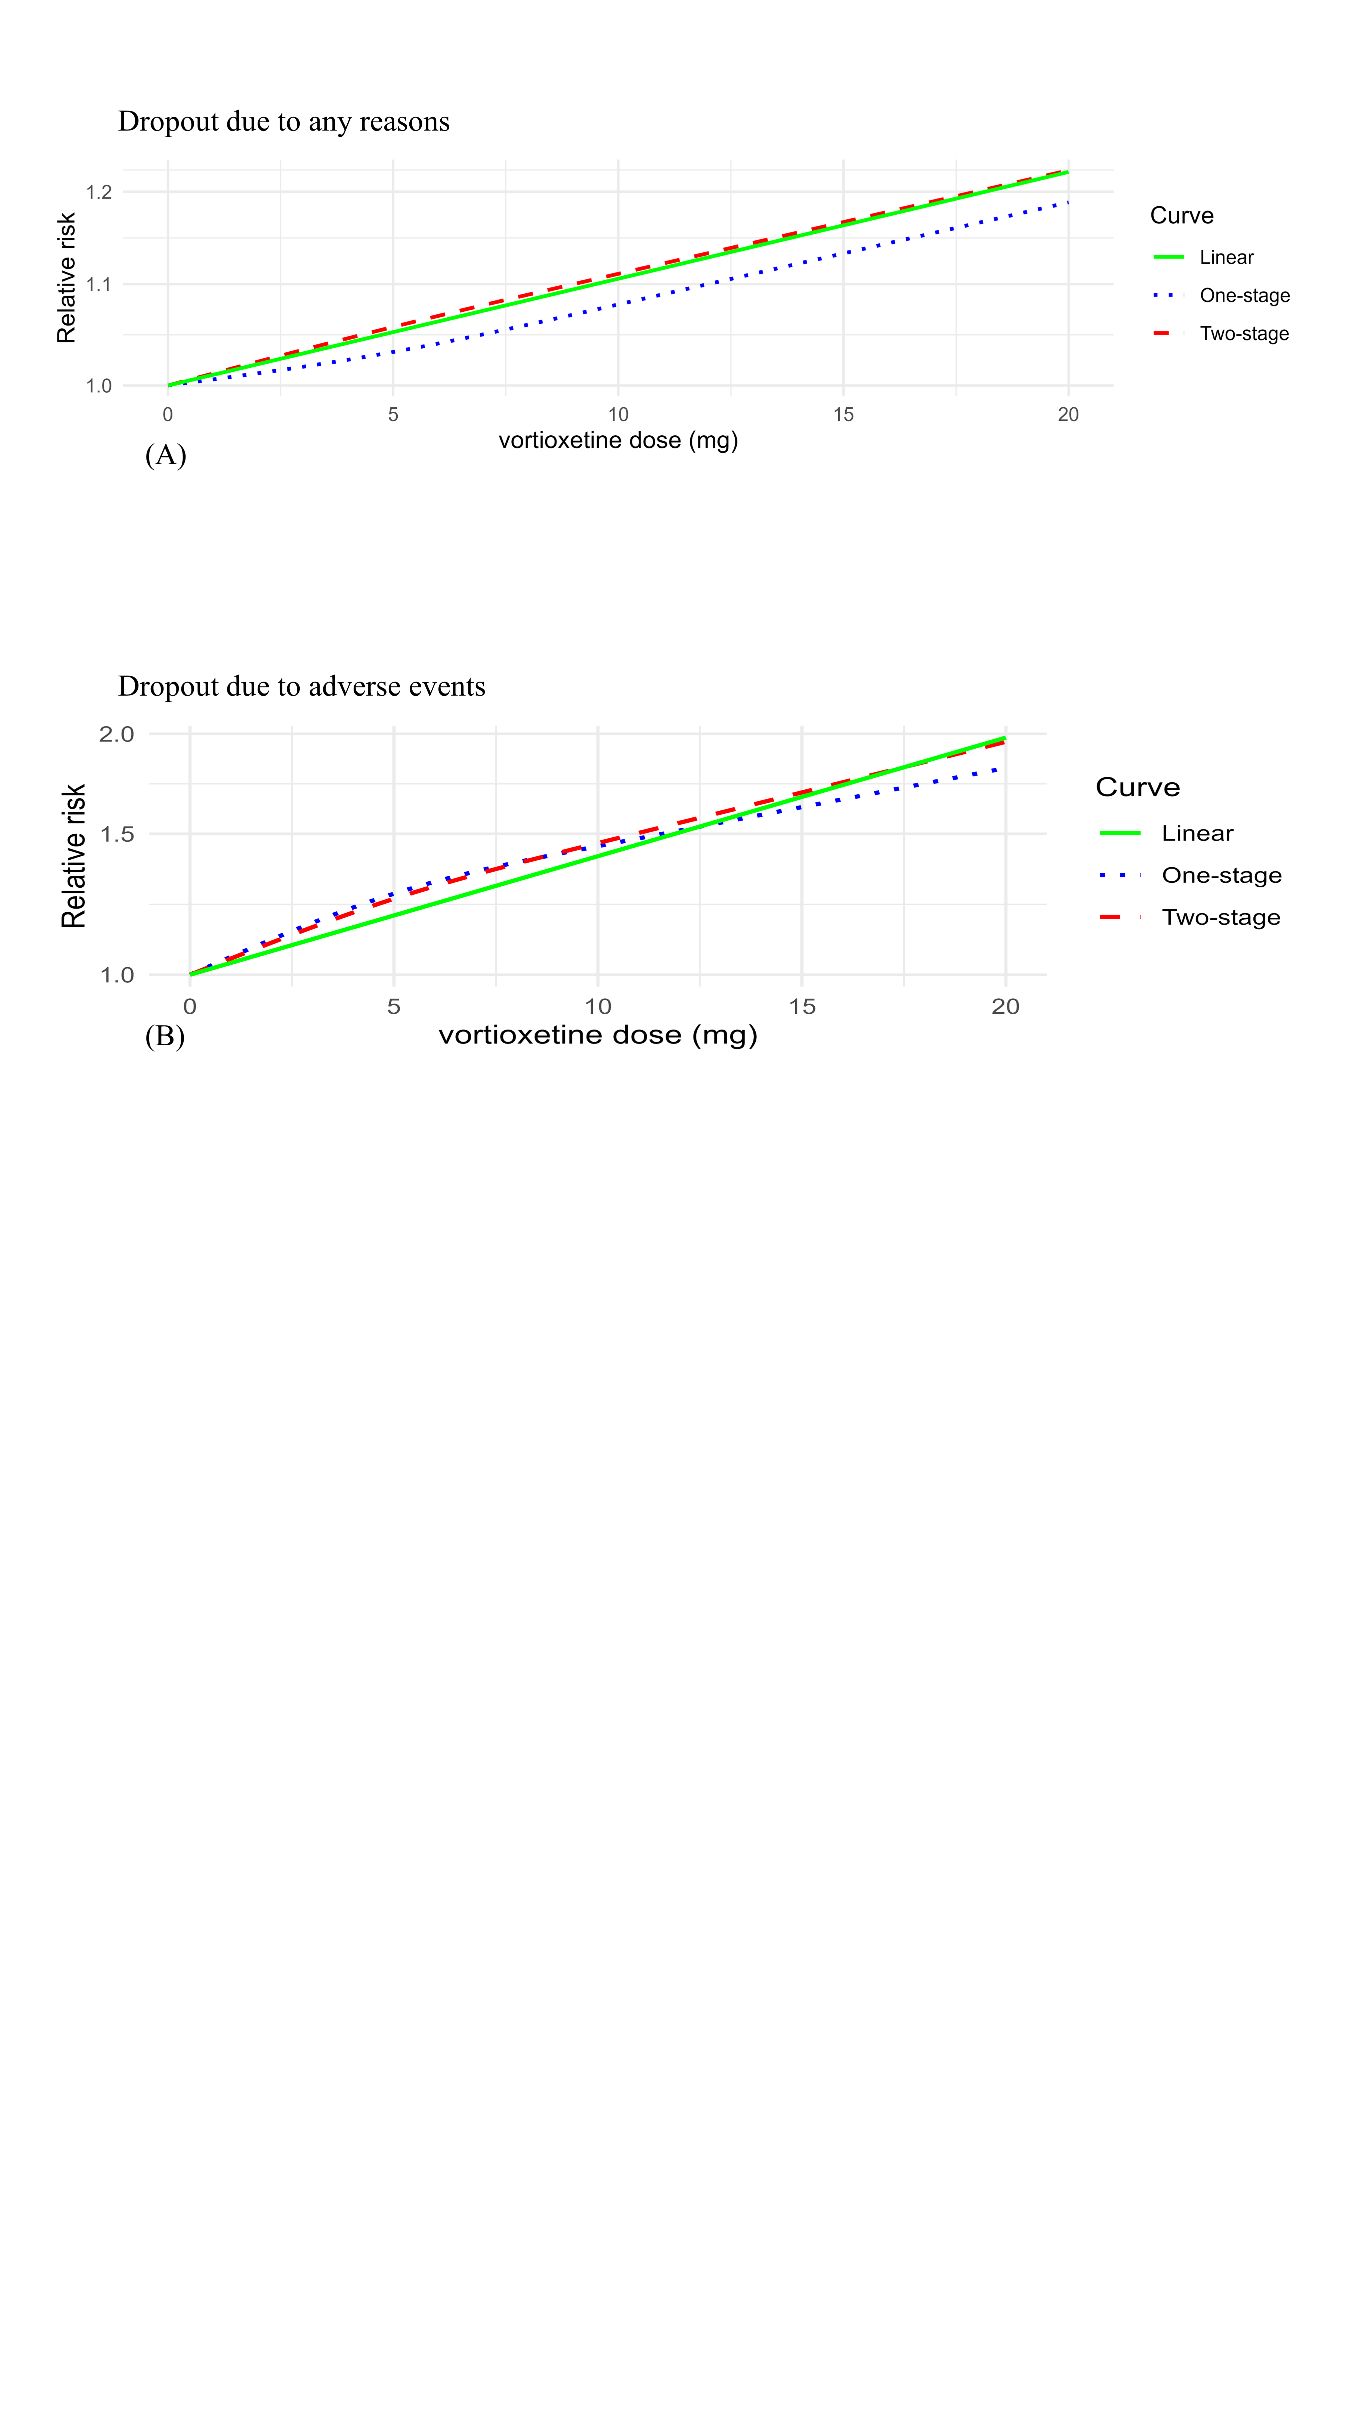 Dropout due to any reasons
1.2
1.1
1.0
Relative risk
0 5 10 15 20
vortioxetine dose (mg)
(A)
Curve
Linear
One-stage
Two-stage
Dropout due to adverse events
2.0
1.5
1.0
Relative risk
0 5 10 15 20
vortioxetine dose (mg)
(B)
Curve
Linear
One-stage
Two-stage